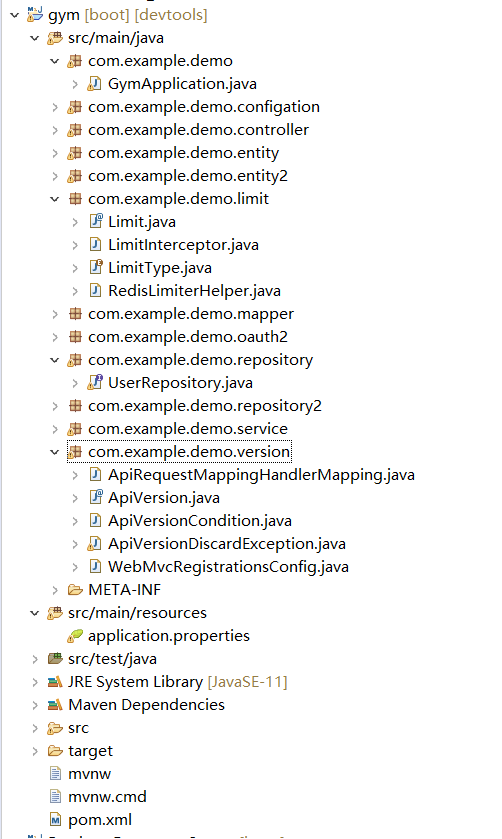 gym [boot] [devtools]
src/main/java
com.example.demo
GymApplication.java
com.example.demo.configation
com.example.demo.controller
com.example.demo.entity
com.example.demo.entity2
com.example.demo.limit
Limit.java
LimitInterceptor.java
LimitType.java
RedisLimiterHelper.java
com.example.demo.mapper
com.example.demo.oauth2
com.example.demo.repository
UserRepository.java
com.example.demo.repository2
com.example.demo.service
com.example.demo.version
ApiRequestMappingHandlerMapping.java
ApiVersion.java
ApiVersionCondition.java
ApiVersionDiscardException.java
WebMvcRegistrationsConfig.java
META-INF
src/main/resources
application.properties
src/test/java
JRE System Library [JavaSE-11]
Maven Dependencies
src
target
mvnw
mvnw.cmd
pom.xml